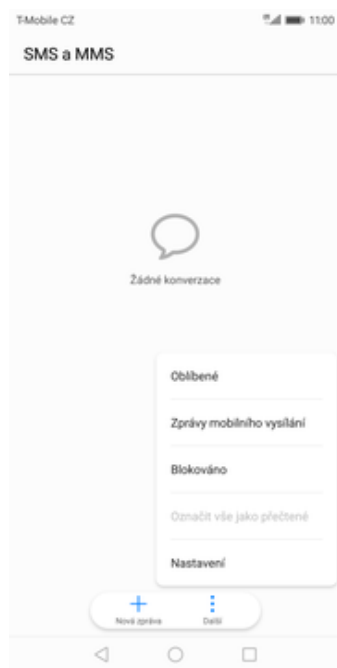 T-Mobile CZ 11:00
SMS a MMS
Žádné konverzace
Oblíbené
Zprávy mobilního vysílání
Blokováno
Označit vše jako přečtené
Nastavení
Nová zpráva Další